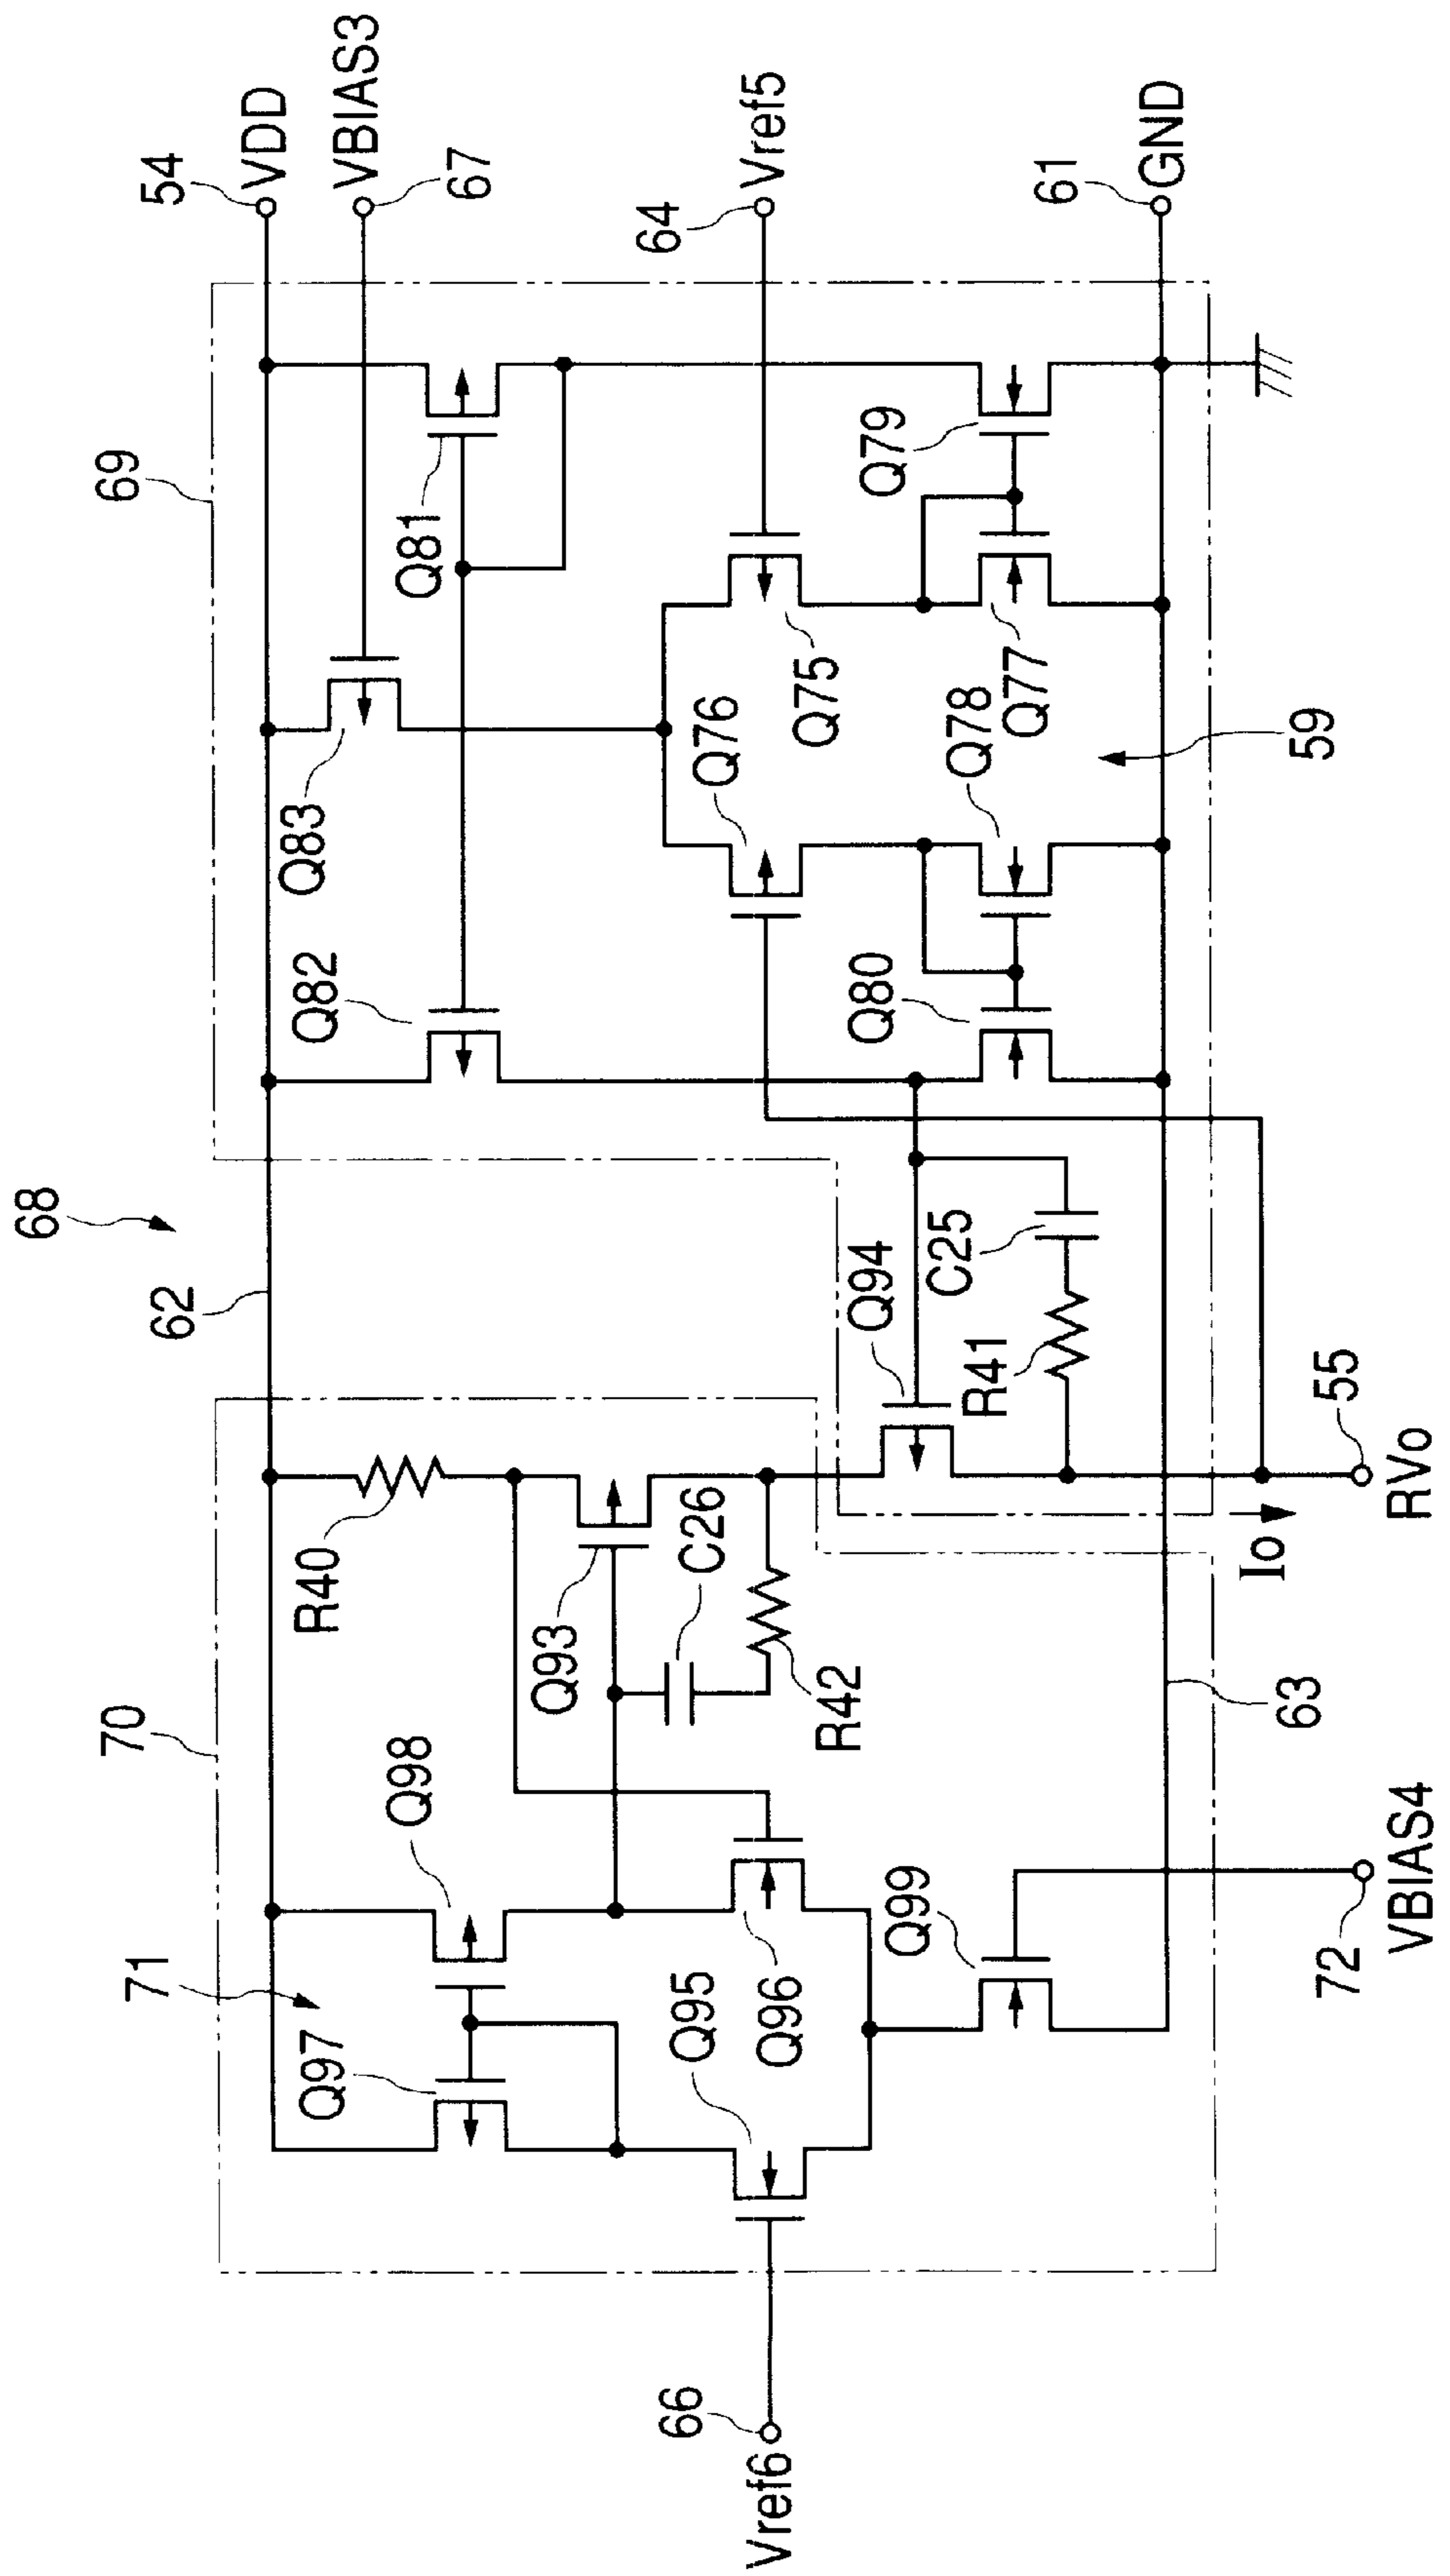 68
62
69
54
VDD
VBIAS3
67
Q81
Q83
Q82
64
Vref5
Q76
Q75
Q79
Q80
Q78
Q77
61
GND
59
Q94
C25
R41
55
RVo
Io
70
R40
Q93
C26
R42
71
Q98
Q97
Q95
Q96
Q99
63
66
Vref6
72
VBIAS4